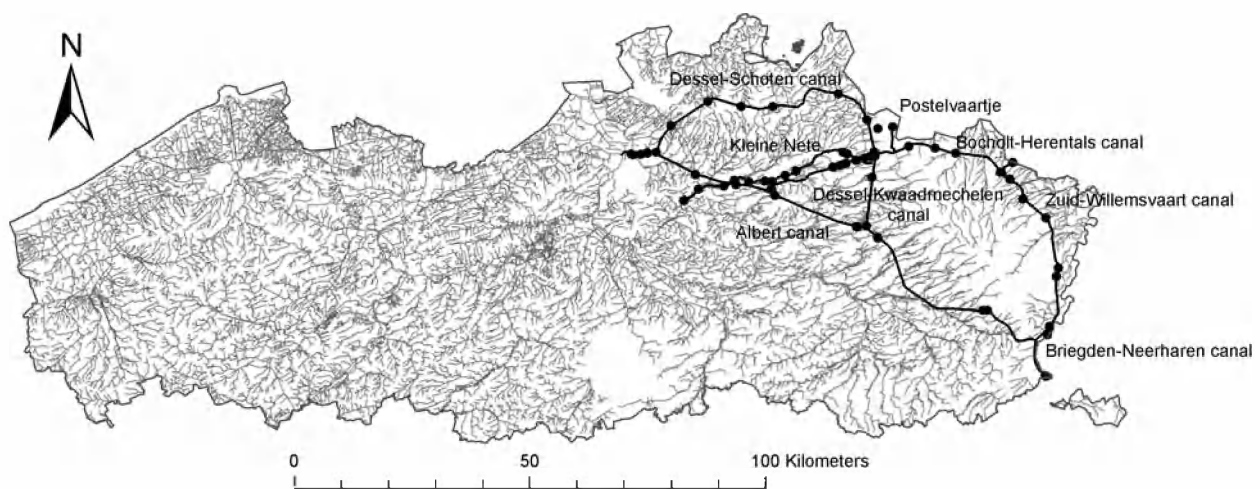 N
Dessel-Schoten canal
Postelvaartje
Kleine Nete
Bocholt-Herentals canal
Dessel-Kwaadmechelen
canal
Zuid-Willemsvaart canal
Albert canal
Briegden-Neerharen canal
0 50 100 Kilometers